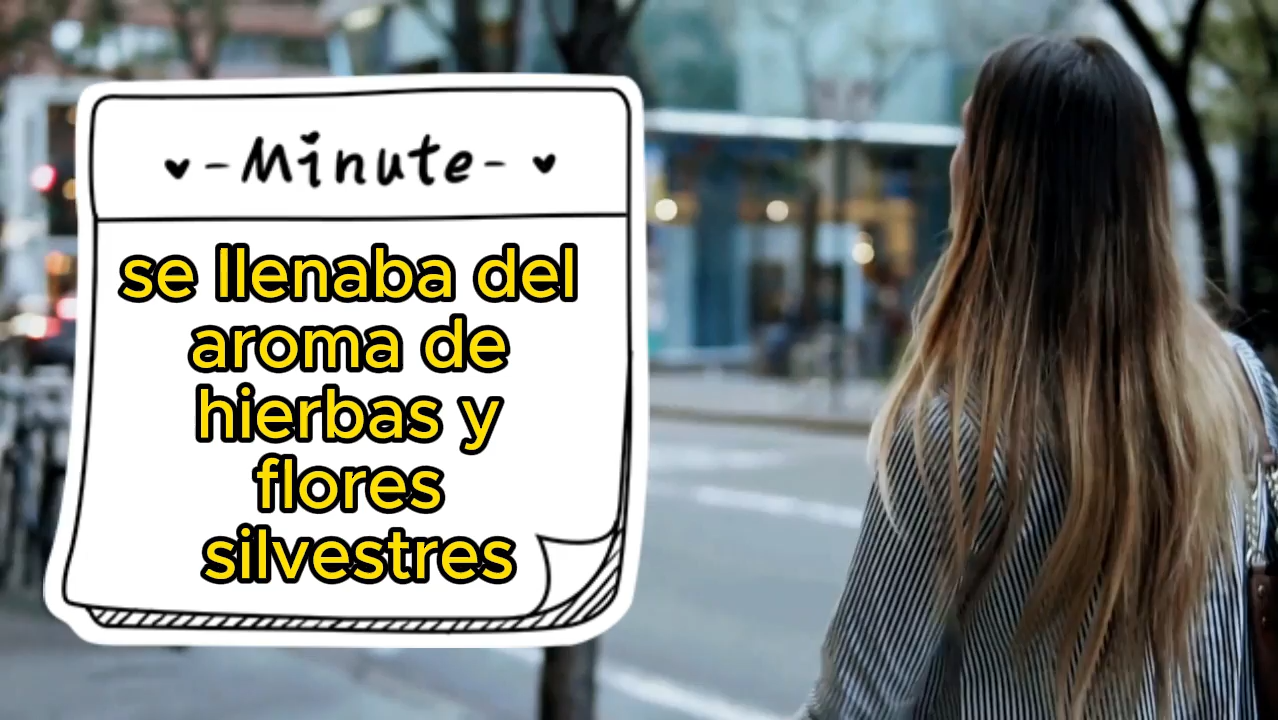 -Minute-
se llenaba del
aroma de
hierbas y
flores
silvestres